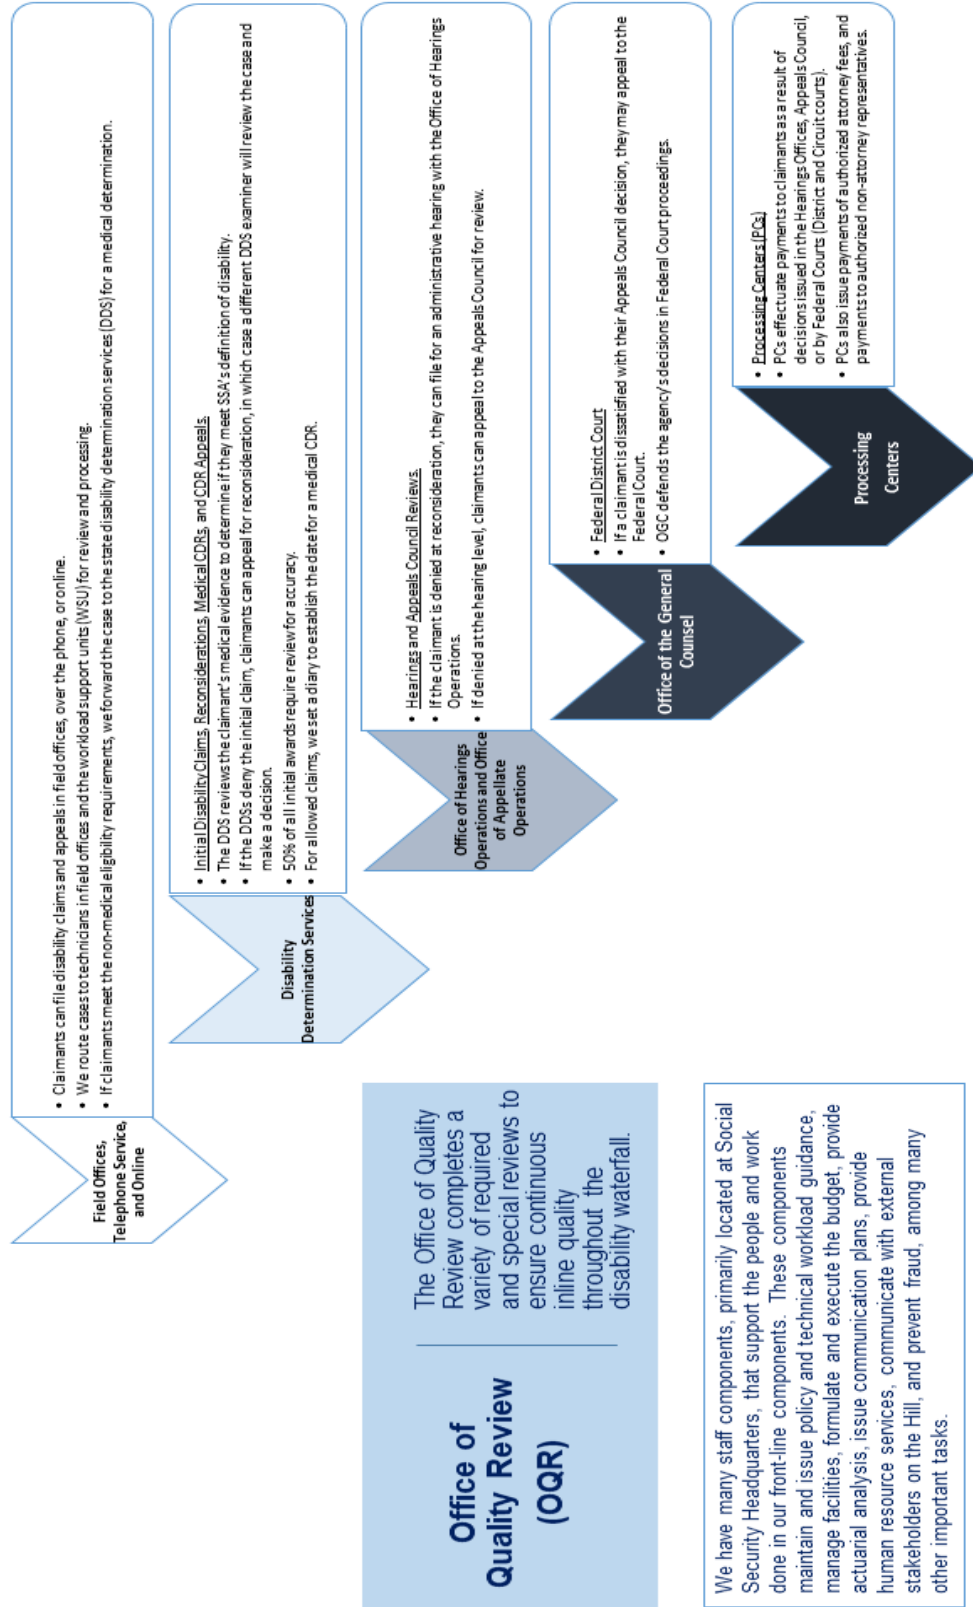 Field Offices,
Telephone Service,
and Online
• Claimants can file disability claims and appeals in field offices, over the phone, or online.
• We route cases to technicians in field offices and the workload support units (WSU) for review and processing.
• If claimants meet the non-medical eligibility requirements, we forward the case to the state disability determination services (DDS) for a medical determination.
Disability
Determination Services
• Initial Disability Claims, Reconsiderations, Medical CDRs, and CDR Appeals.
• The DDS reviews the claimant's medical evidence to determine if they meet SSA's definition of disability.
• If the DDSs deny the initial claim, claimants can appeal for reconsideration, in which case a different DDS examiner will review the case and
make a decision.
• 50% of all initial awards require review for accuracy.
• For allowed claims, we set a diary to establish the date for a medical CDR.
Office of Hearings
Operations and Office
of Appellate
Operations
• Hearings and Appeals Council Reviews.
• If the claimant is denied at reconsideration, they can file for an administrative hearing with the Office of Hearings
Operations.
• If denied at the hearing level, claimants can appeal to the Appeals Council for review.
Office of the General
Counsel
• Federal District Court
• If a claimant is dissatisfied with their Appeals Council decision, they may appeal to the
Federal Court.
• OGC defends the agency's decisions in Federal Court proceedings.
Processing
Centers
• Processing Centers (PCs)
• PCs effectuate payments to claimants as a result of
decisions issued in the Hearings Offices, Appeals Council,
or by Federal Courts (District and Circuit courts).
• PCs also issue payments of authorized attorney fees, and
payments to authorized non-attorney representatives.
Office of
Quality Review
(OQR)
The Office of Quality
Review completes a
variety of required
and special reviews to
ensure continuous
inline quality
throughout the
disability waterfall.
We have many staff components, primarily located at Social
Security Headquarters, that support the people and work
done in our front-line components. These components
maintain and issue policy and technical workload guidance,
manage facilities, formulate and execute the budget, provide
actuarial analysis, issue communication plans, provide
human resource services, communicate with external
stakeholders on the Hill, and prevent fraud, among many
other important tasks.